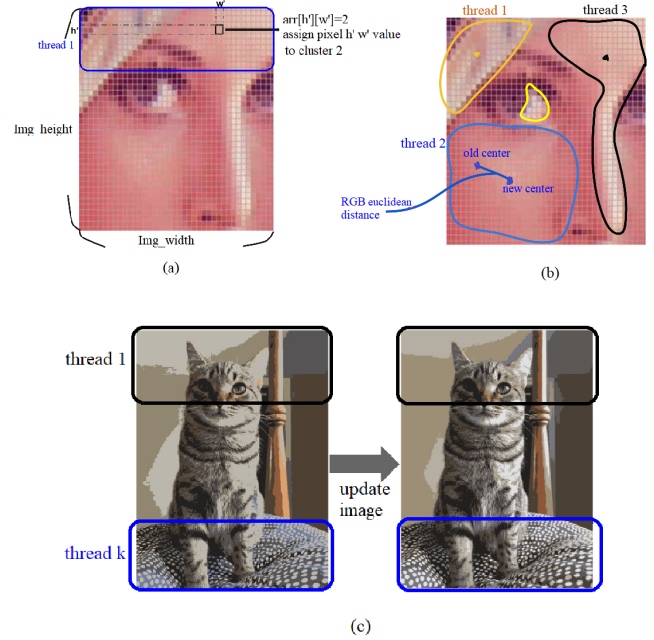 w'
h'
thread 1
arr[h'][w']=2
assign pixel h' w' value
to cluster 2
Img_height
Img_width
(a)
thread 1
thread 3
thread 2
old center
new center
RGB euclidean
distance
(b)
thread 1
update
image
thread k
(c)